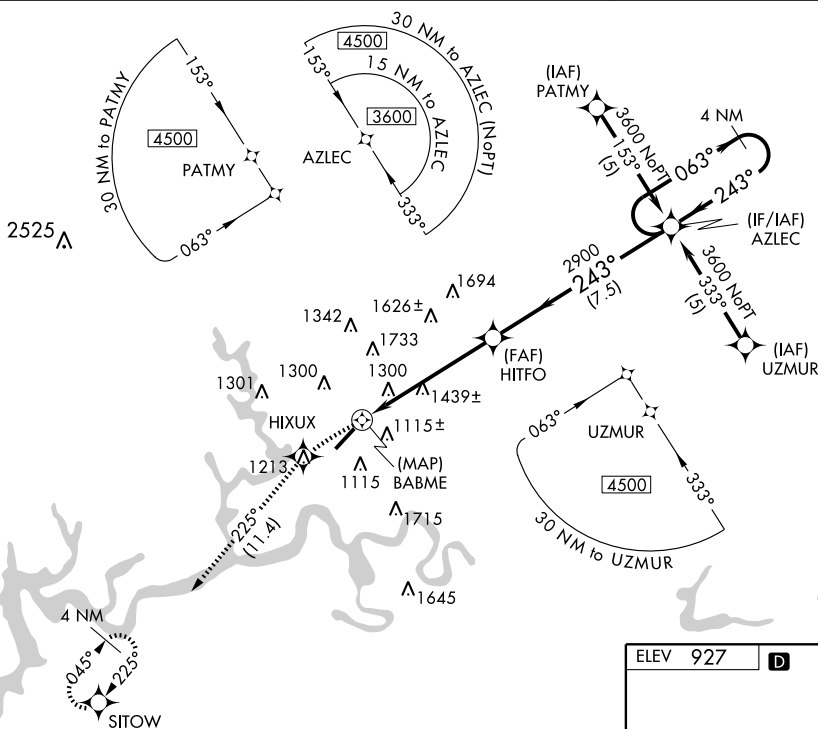 30 NM to PATMY
153°
4500
PATMY
063°
30 NM to AZLEC (NoPT)
4500
153°
15 NM to AZLEC
3600
AZLEC
333°
(IAF)
PATMY
3600 NoPT
153°
(5)
4 NM
063°
243°
(IF/IAF)
AZLEC
3600 NoPT
333°
(5)
(IAF)
UZMUR
2525
2900
243°
(7.5)
1694
1626±
1342
1733
(FAF)
HITFO
1301
1300
1300
1439±
HIXUX
1115±
1213
(MAP)
BABME
1115
1715
225°
(11.4)
1645
063°
UZMUR
4500
333°
30 NM to UZMUR
4 NM
045°
225°
SITOW
ELEV 927
D